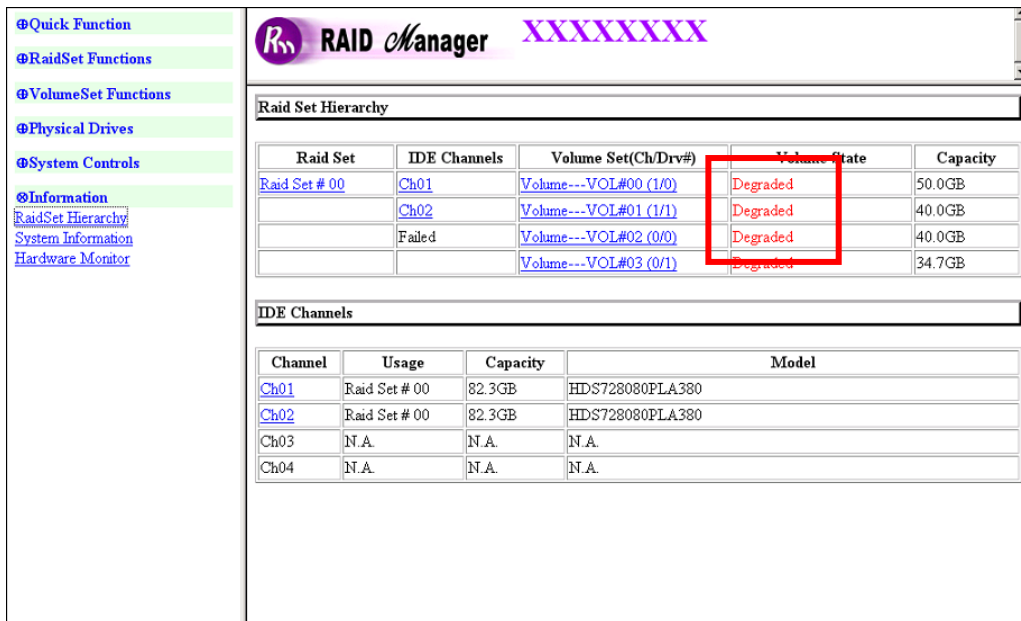 ⊕Quick Function
⊕RaidSet Functions
⊕VolumeSet Functions
⊕Physical Drives
⊕System Controls
⊗Information
RaidSet Hierarchy
System Information
Hardware Monitor
Rm RAID Manager XXXXXXXX
Raid Set Hierarchy
Raid Set IDE Channels Volume Set(Ch/Drv#) Volume State Capacity
Raid Set # 00 Ch01 Volume---VOL#00 (1/0) Degraded 50.0GB
Ch02 Volume---VOL#01 (1/1) Degraded 40.0GB
Failed Volume---VOL#02 (0/0) Degraded 40.0GB
Volume---VOL#03 (0/1) Degraded 34.7GB
IDE Channels
Channel Usage Capacity Model
Ch01 Raid Set # 00 82.3GB HDS728080PLA380
Ch02 Raid Set # 00 82.3GB HDS728080PLA380
Ch03 N.A. N.A. N.A.
Ch04 N.A. N.A. N.A.